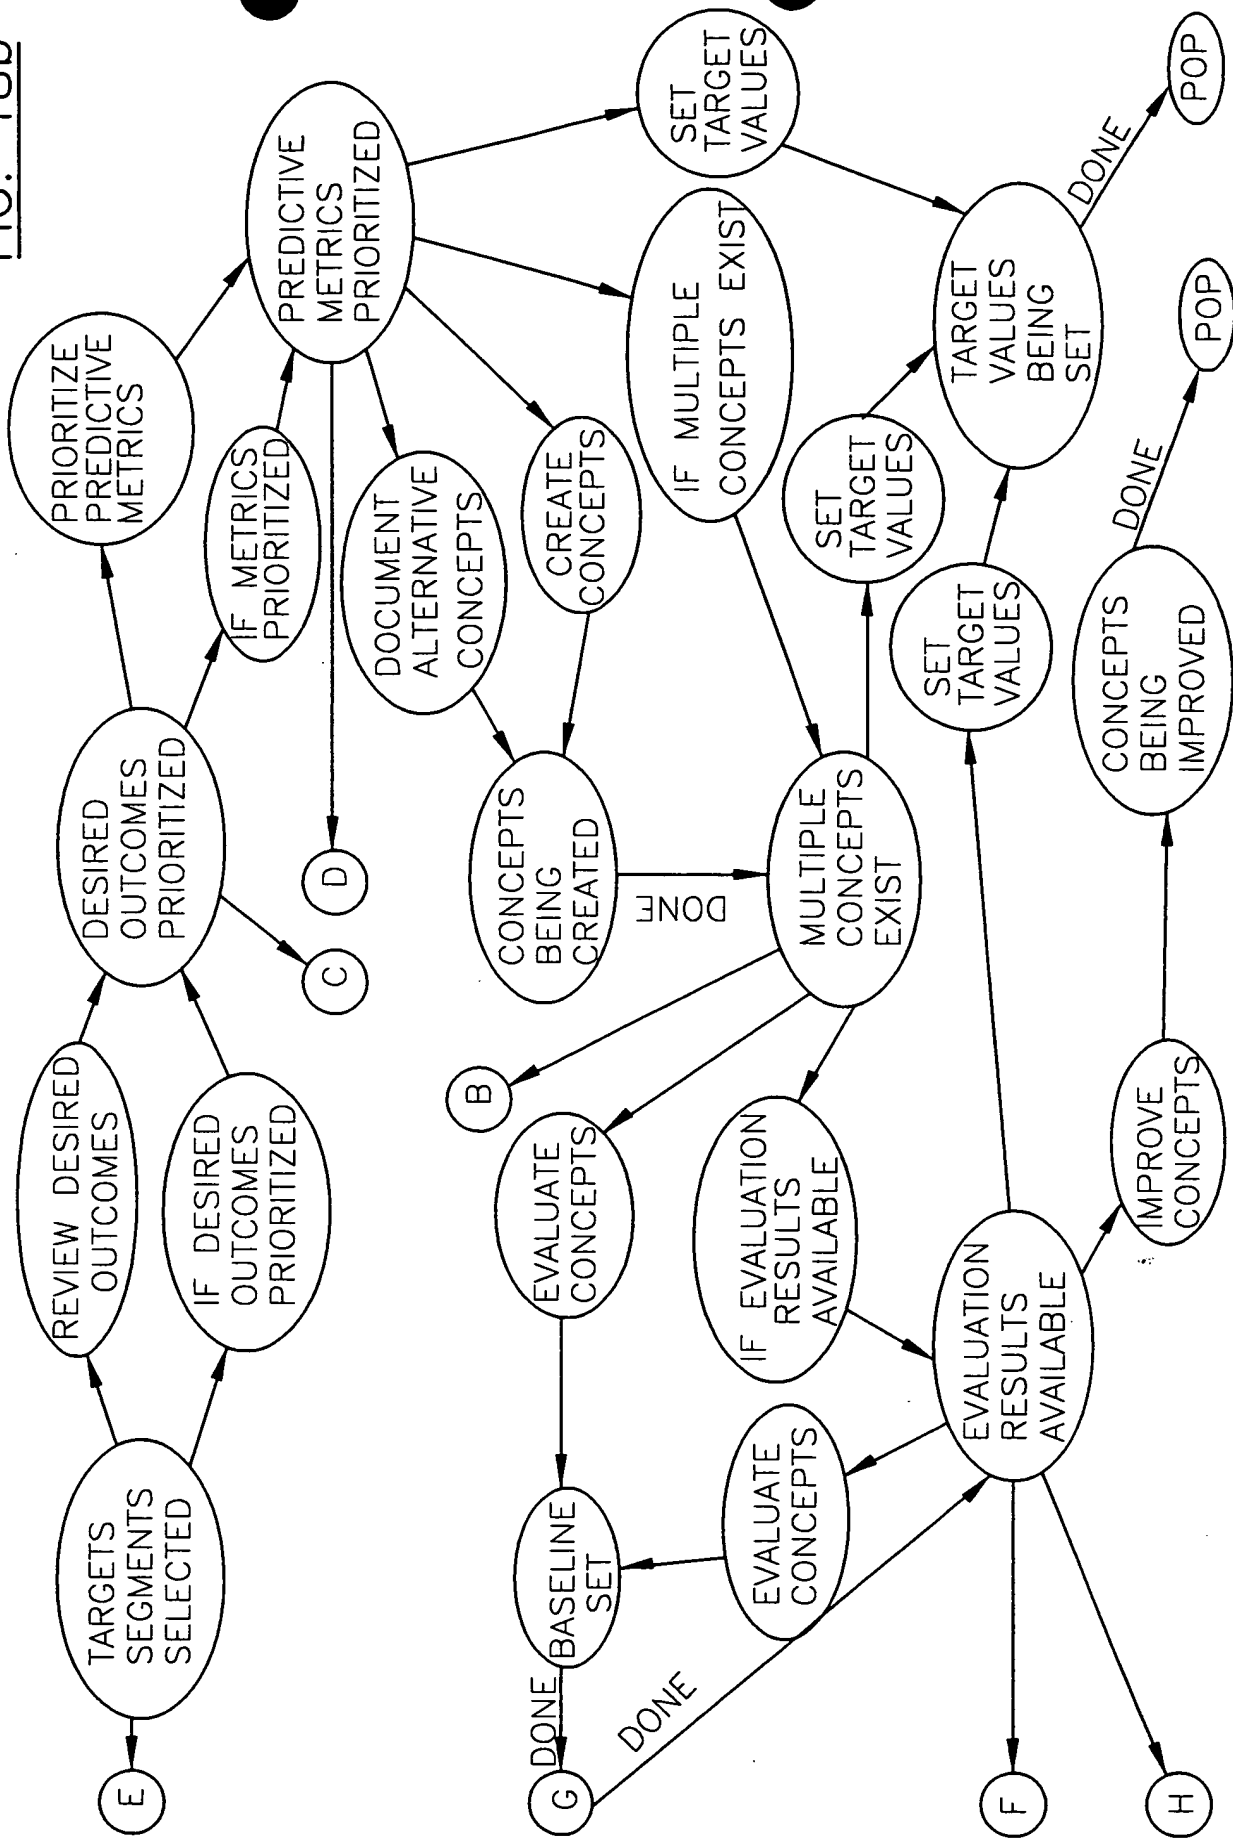 E
TARGETS
SEGMENTS
SELECTED
REVIEW DESIRED
OUTCOMES
IF DESIRED
OUTCOMES
PRIORITIZED
DESIRED
OUTCOMES
PRIORITIZED
C
D
PRIORITIZE
PREDICTIVE
METRICS
IF METRICS
PRIORITIZED
PREDICTIVE
METRICS
PRIORITIZED
DOCUMENT
ALTERNATIVE
CONCEPTS
CREATE
CONCEPTS
CONCEPTS
BEING
CREATED
DONE
IF MULTIPLE
CONCEPTS EXIST
SET
TARGET
VALUES
MULTIPLE
CONCEPTS
EXIST
B
EVALUATE
CONCEPTS
IF EVALUATION
RESULTS
AVAILABLE
BASELINE
SET
DONE
G
DONE
EVALUATE
CONCEPTS
EVALUATION
RESULTS
AVAILABLE
F
H
IMPROVE
CONCEPTS
CONCEPTS
BEING
IMPROVED
DONE
POP
SET
TARGET
VALUES
SET
TARGET
VALUES
TARGET
VALUES
BEING
SET
DONE
POP